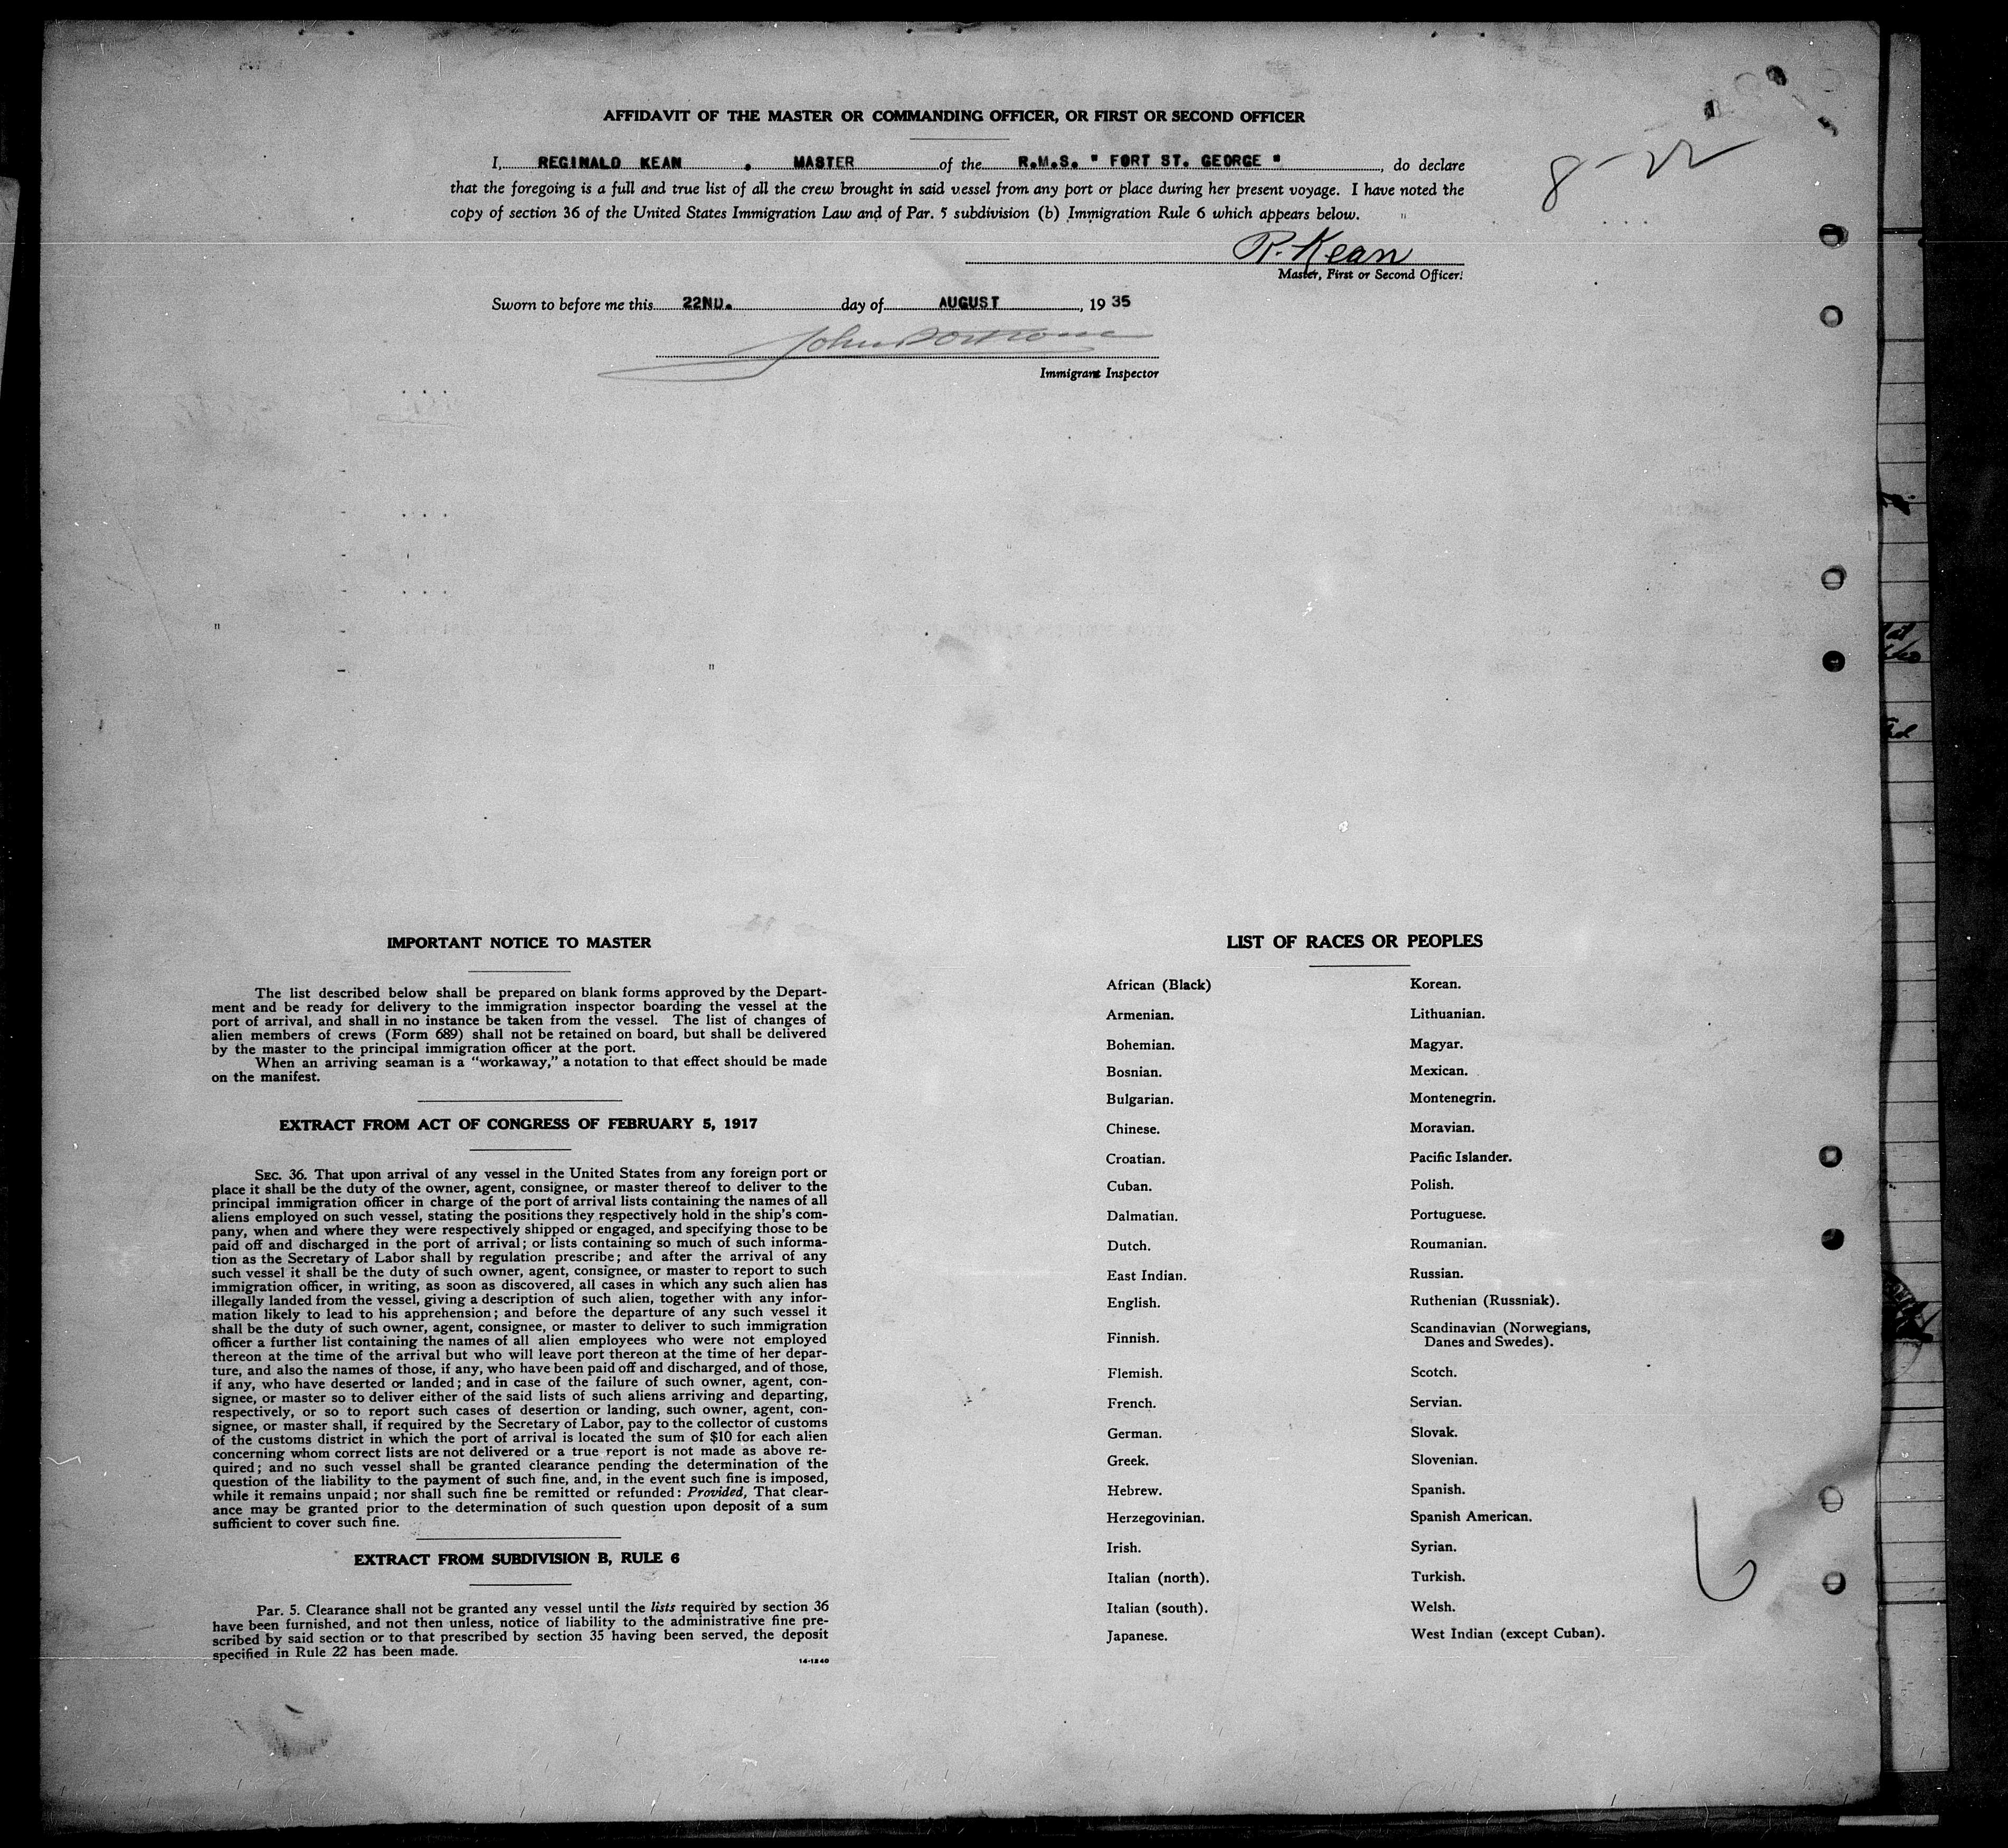 AFFIDAVIT OF THE MASTER OR COMMANDING OFFICER, OR FIRST OR SECOND OFFICER
I, REGINALD KEAN , MASTER of the R.M.S. " FORT ST. GEORGE " , do declare
that the foregoing is a full and true list of all the crew brought in said vessel from any port or place during her present voyage. I have noted the
copy of section 36 of the United States Immigration Law and of Par. 5 subdivision (b) Immigration Rule 6 which appears below.
8-22
R. Kean
Master, First or Second Officer.
Sworn to before me this 22ND. day of AUGUST , 19 35
John
Immigrant Inspector
IMPORTANT NOTICE TO MASTER
The list described below shall be prepared on blank forms approved by the Depart-
ment and be ready for delivery to the immigration inspector boarding the vessel at the
port of arrival, and shall in no instance be taken from the vessel. The list of changes of
alien members of crews (Form 689) shall not be retained on board, but shall be delivered
by the master to the principal immigration officer at the port.
When an arriving seaman is a "workaway," a notation to that effect should be made
on the manifest.
EXTRACT FROM ACT OF CONGRESS OF FEBRUARY 5, 1917
SEC. 36. That upon arrival of any vessel in the United States from any foreign port or
place it shall be the duty of the owner, agent, consignee, or master thereof to deliver to the
principal immigration officer in charge of the port of arrival lists containing the names of all
aliens employed on such vessel, stating the positions they respectively hold in the ship's com-
pany, when and where they were respectively shipped or engaged, and specifying those to be
paid off and discharged in the port of arrival; or lists containing so much of such informa-
tion as the Secretary of Labor shall by regulation prescribe; and after the arrival of any
such vessel it shall be the duty of such owner, agent, consignee, or master to report to such
immigration officer, in writing, as soon as discovered, all cases in which any such alien has
illegally landed from the vessel, giving a description of such alien, together with any infor-
mation likely to lead to his apprehension; and before the departure of any such vessel it
shall be the duty of such owner, agent, consignee, or master to deliver to such immigration
officer a further list containing the names of all alien employees who were not employed
thereon at the time of the arrival but who will leave port thereon at the time of her depar-
ture, and also the names of those, if any, who have been paid off and discharged, and of those,
if any, who have deserted or landed; and in case of the failure of such owner, agent, con-
signee, or master so to deliver either of the said lists of such aliens arriving and departing,
respectively, or so to report such cases of desertion or landing, such owner, agent, con-
signee, or master shall, if required by the Secretary of Labor, pay to the collector of customs
of the customs district in which the port of arrival is located the sum of $10 for each alien
concerning whom correct lists are not delivered or a true report is not made as above re-
quired; and no such vessel shall be granted clearance pending the determination of the
question of the liability to the payment of such fine, and, in the event such fine is imposed,
while it remains unpaid; nor shall such fine be remitted or refunded: Provided, That clear-
ance may be granted prior to the determination of such question upon deposit of a sum
sufficient to cover such fine.
EXTRACT FROM SUBDIVISION B, RULE 6
Par. 5. Clearance shall not be granted any vessel until the lists required by section 36
have been furnished, and not then unless, notice of liability to the administrative fine pre-
scribed by said section or to that prescribed by section 35 having been served, the deposit
specified in Rule 22 has been made.
14-1240
LIST OF RACES OR PEOPLES
African (Black)
Armenian.
Bohemian.
Bosnian.
Bulgarian.
Chinese.
Croatian.
Cuban.
Dalmatian.
Dutch.
East Indian.
English.
Finnish.
Flemish.
French.
German.
Greek.
Hebrew.
Herzegovinian.
Irish.
Italian (north).
Italian (south).
Japanese.
Korean.
Lithuanian.
Magyar.
Mexican.
Montenegrin.
Moravian.
Pacific Islander.
Polish.
Portuguese.
Roumanian.
Russian.
Ruthenian (Russniak).
Scandinavian (Norwegians,
Danes and Swedes).
Scotch.
Servian.
Slovak.
Slovenian.
Spanish.
Spanish American.
Syrian.
Turkish.
Welsh.
West Indian (except Cuban).